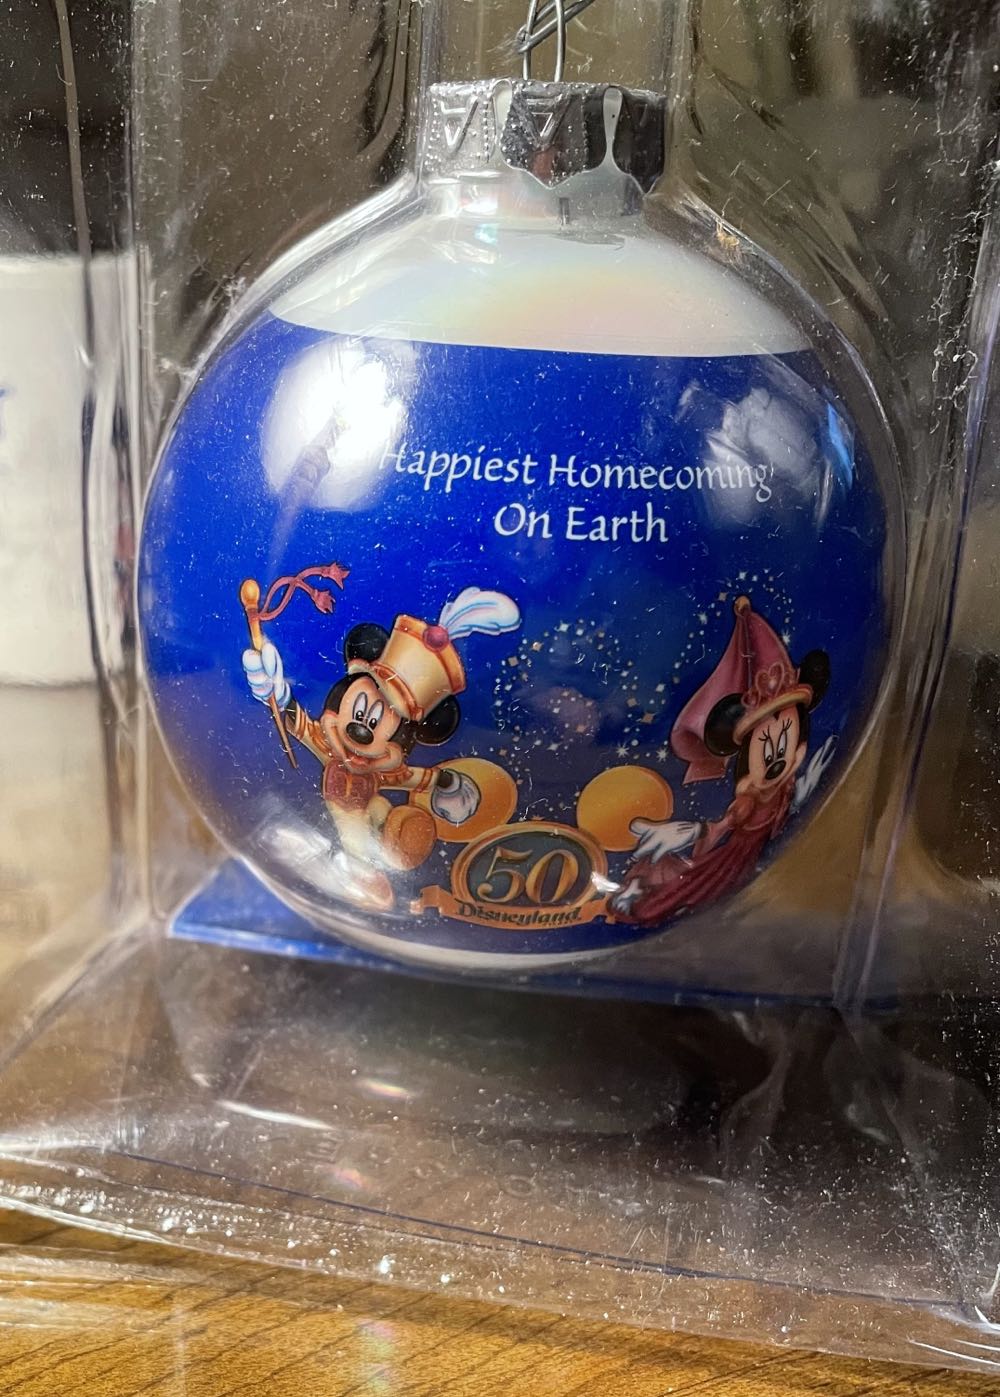 Happiest Homecoming
On Earth
50
Disneyland